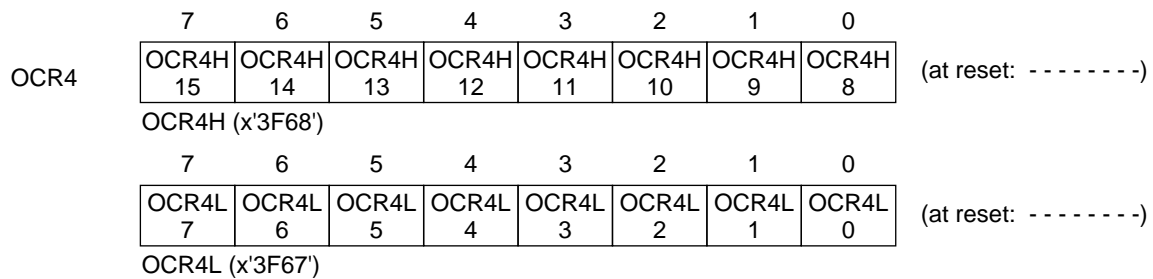 7 6 5 4 3 2 1 0
OCR4 OCR4H OCR4H OCR4H OCR4H OCR4H OCR4H OCR4H OCR4H (at reset: - - - - - - - -)
15 14 13 12 11 10 9 8
OCR4H (x'3F68')
7 6 5 4 3 2 1 0
OCR4L OCR4L OCR4L OCR4L OCR4L OCR4L OCR4L OCR4L (at reset: - - - - - - - -)
7 6 5 4 3 2 1 0
OCR4L (x'3F67')